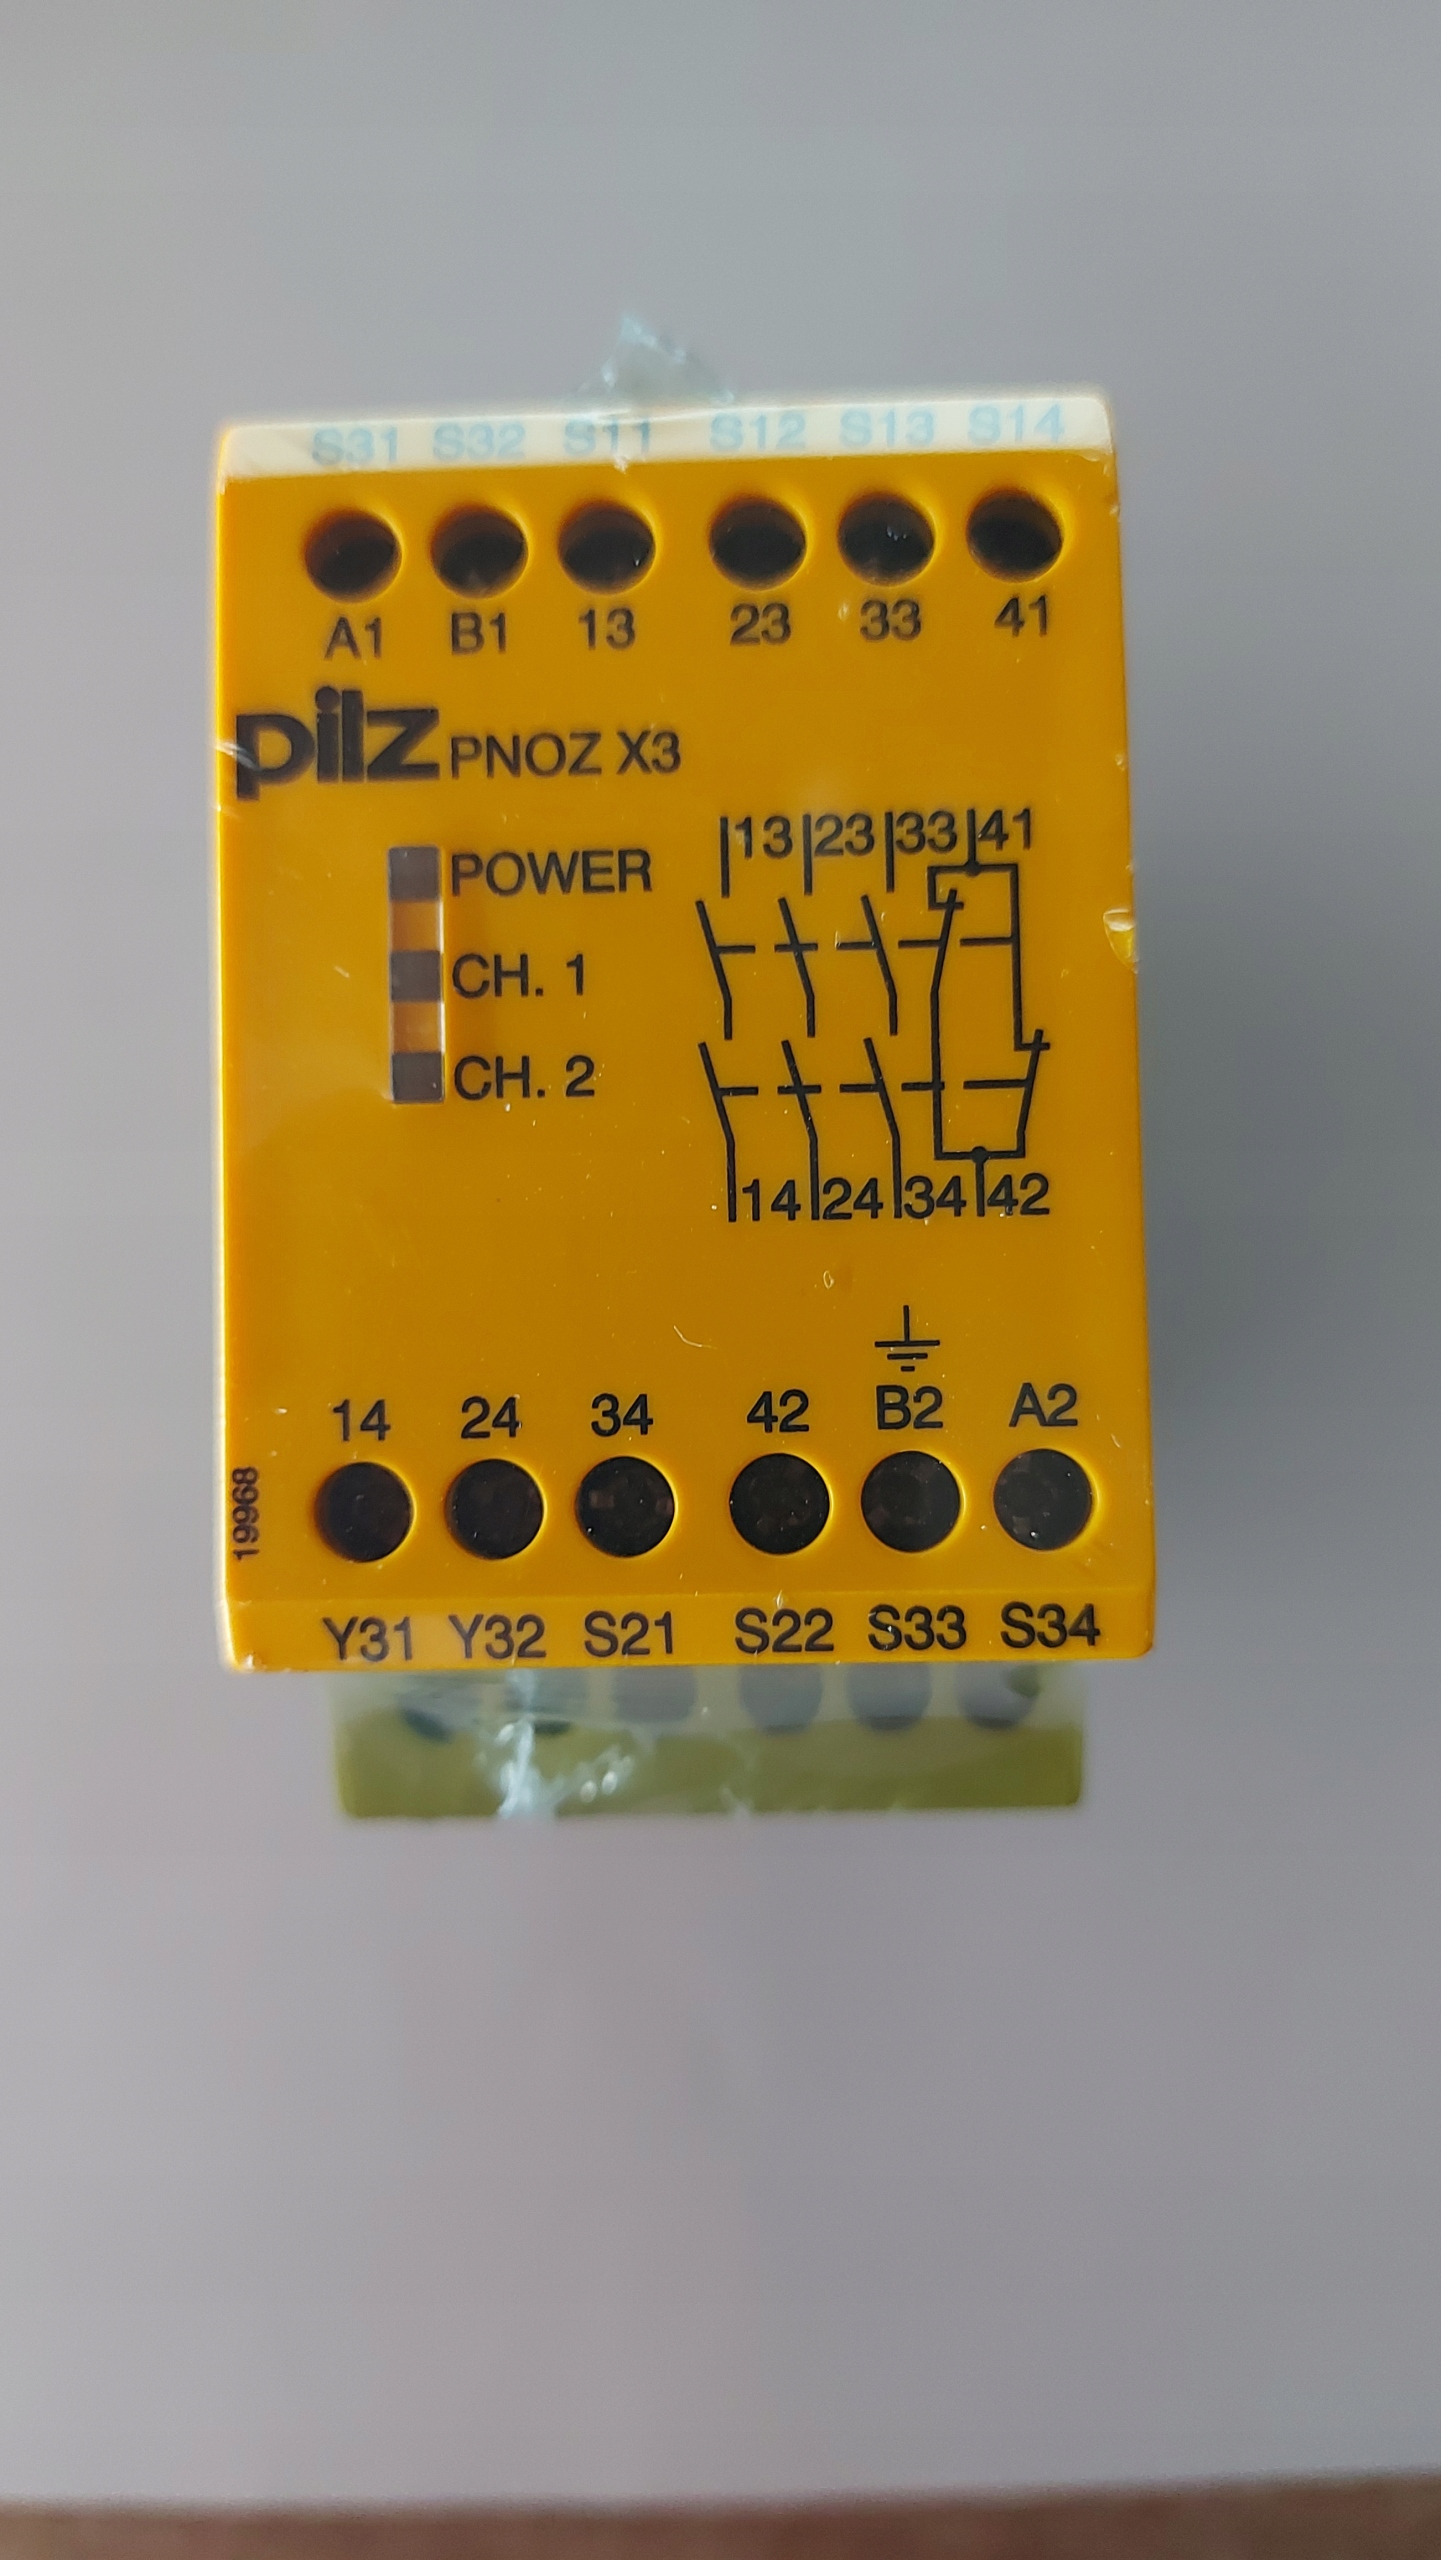 S31 S32 S11 S12 S13 S14
A1 B1 13 23 33 41
pilz PNOZ X3
13 23 33 41
POWER
CH. 1
CH. 2
14 24 34 42
14 24 34 42 B2 A2
19968
Y31 Y32 S21 S22 S33 S34